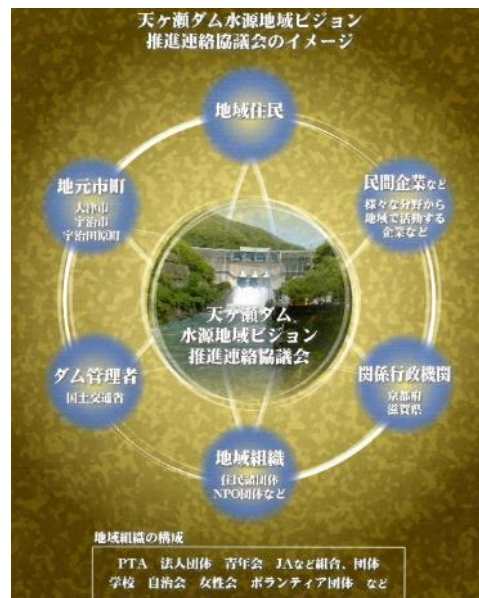 天ヶ瀬ダム水源地域ビジョン
推進連絡協議会のイメージ
地域住民
地元市町
大津市
宇治市
宇治田原町
民間企業など
様々な分野から
地域で活動する
企業など
天ヶ瀬ダム
水源地域ビジョン
推進連絡協議会
ダム管理者
国土交通省
関係行政機関
京都府
滋賀県
地域組織
住民諸団体
NPO団体など
地域組織の構成
PTA 法人団体 青年会 JAなど組合、団体
学校 自治会 女性会 ボランティア団体 など